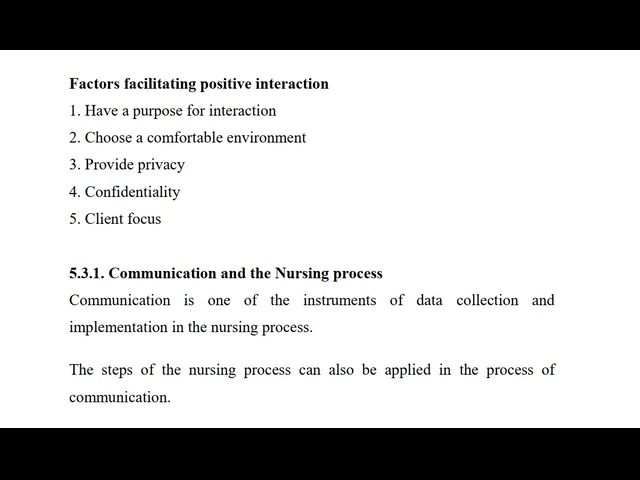 Factors facilitating positive interaction
1. Have a purpose for interaction
2. Choose a comfortable environment
3. Provide privacy
4. Confidentiality
5. Client focus
5.3.1. Communication and the Nursing process
Communication is one of the instruments of data collection and
implementation in the nursing process.
The steps of the nursing process can also be applied in the process of
communication.